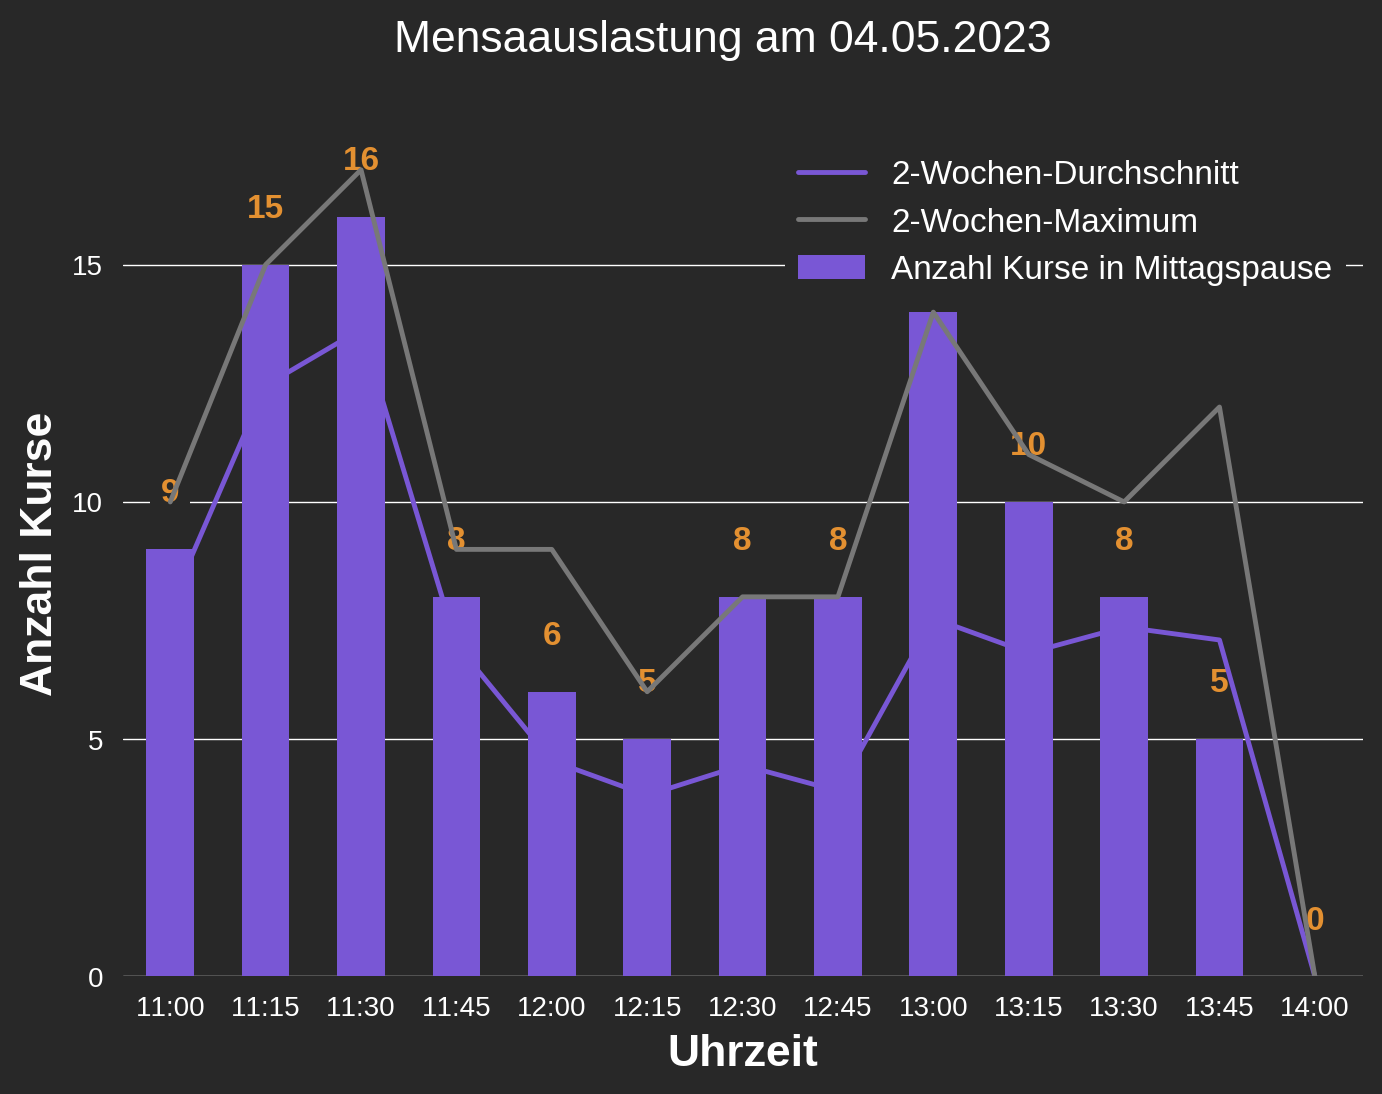 Mensaauslastung am 04.05.2023
2-Wochen-Durchschnitt
2-Wochen-Maximum
Anzahl Kurse in Mittagspause
Anzahl Kurse
15
10
5
0
9
15
16
8
6
5
8
8
10
8
5
0
11:00 11:15 11:30 11:45 12:00 12:15 12:30 12:45 13:00 13:15 13:30 13:45 14:00
Uhrzeit